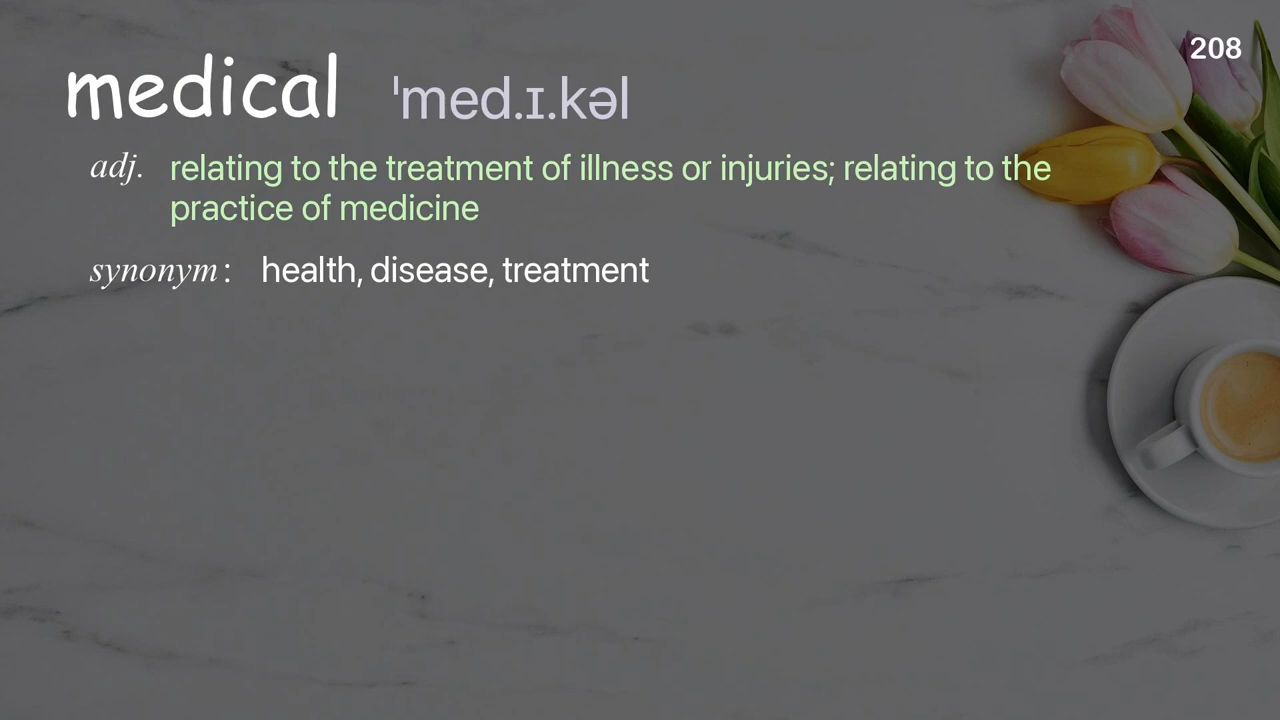 208
medical ˈmed.ɪ.kəl
adj. relating to the treatment of illness or injuries; relating to the
practice of medicine
synonym : health, disease, treatment